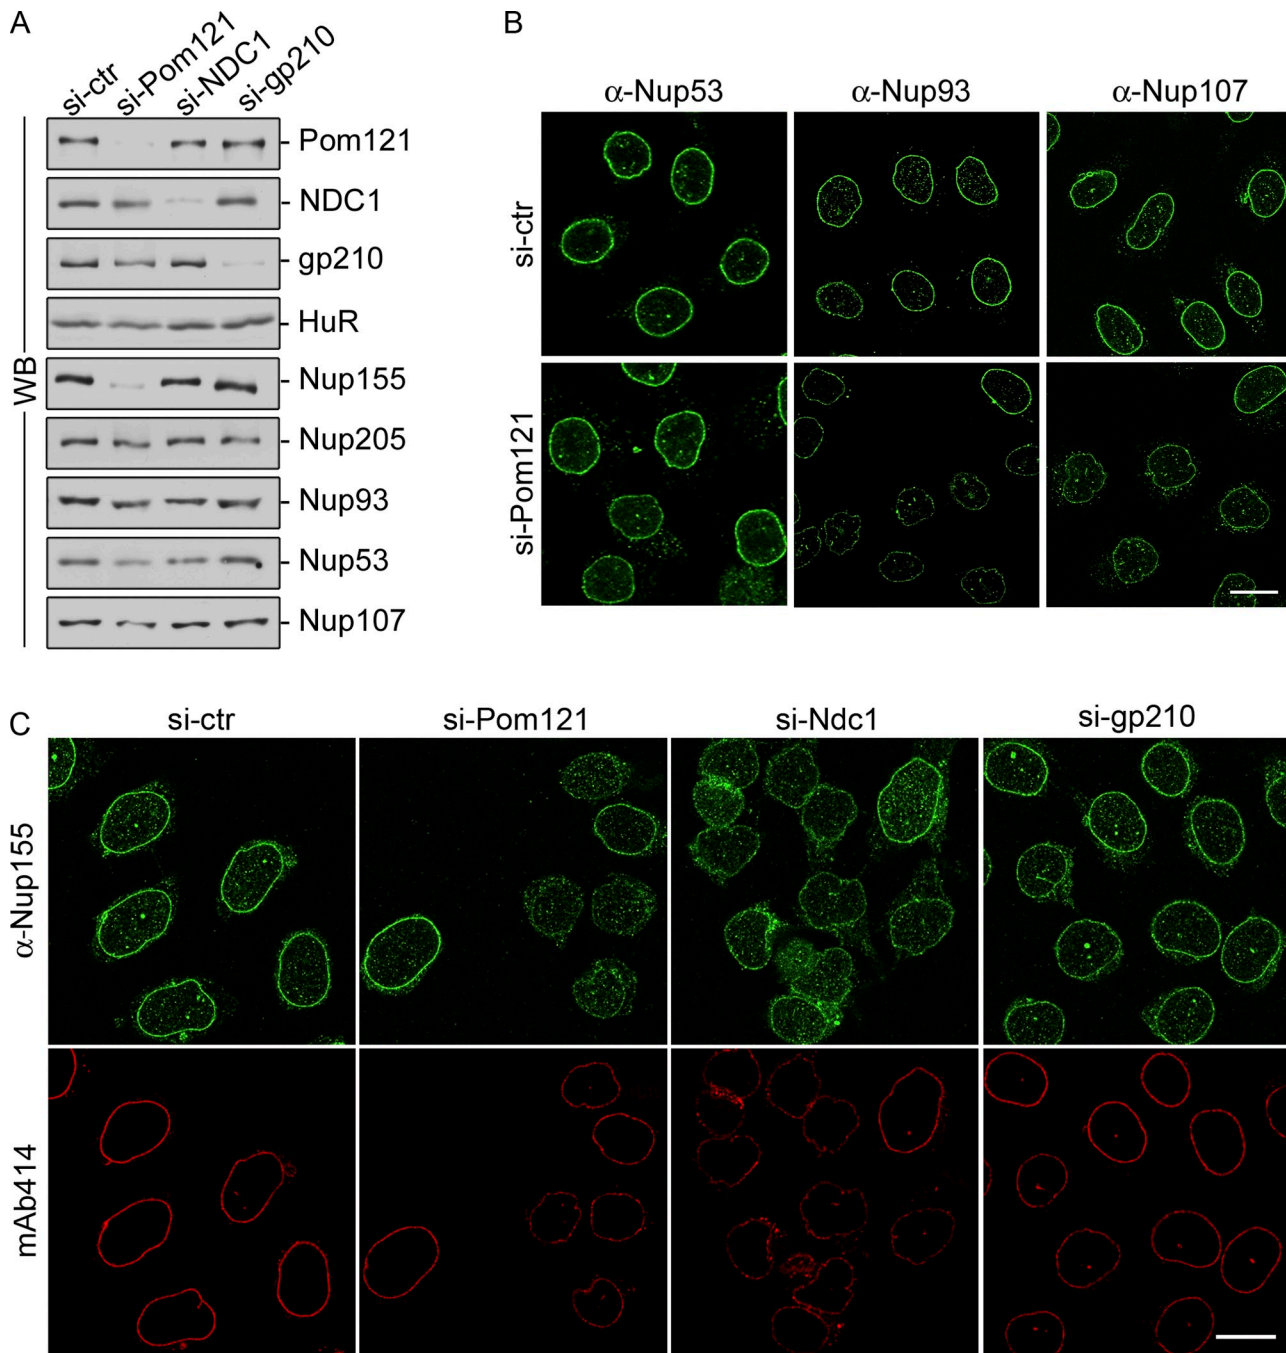 A
si-ctr
si-Pom121
si-NDC1
si-gp210
WB
- Pom121
- NDC1
- gp210
- HuR
- Nup155
- Nup205
- Nup93
- Nup53
- Nup107
B
α-Nup53 α-Nup93 α-Nup107
si-ctr
si-Pom121
C
si-ctr si-Pom121 si-Ndc1 si-gp210
α-Nup155
mAb414